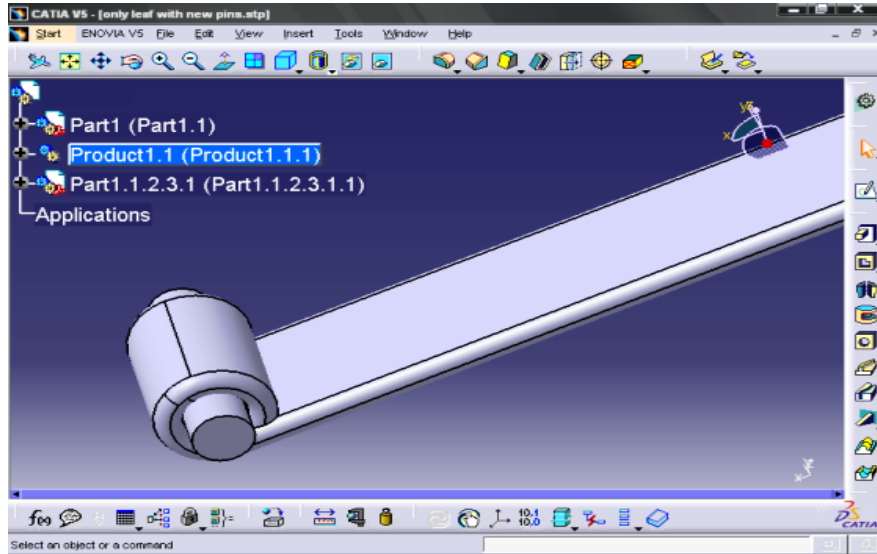 CATIA V5 - [only leaf with new pins.stp]
Start ENOVIA V5 File Edit View Insert Tools Window Help
Part1 (Part1.1)
Product1.1 (Product1.1.1)
Part1.1.2.3.1 (Part1.1.2.3.1.1)
Applications
x
Select an object or a command
CATIA